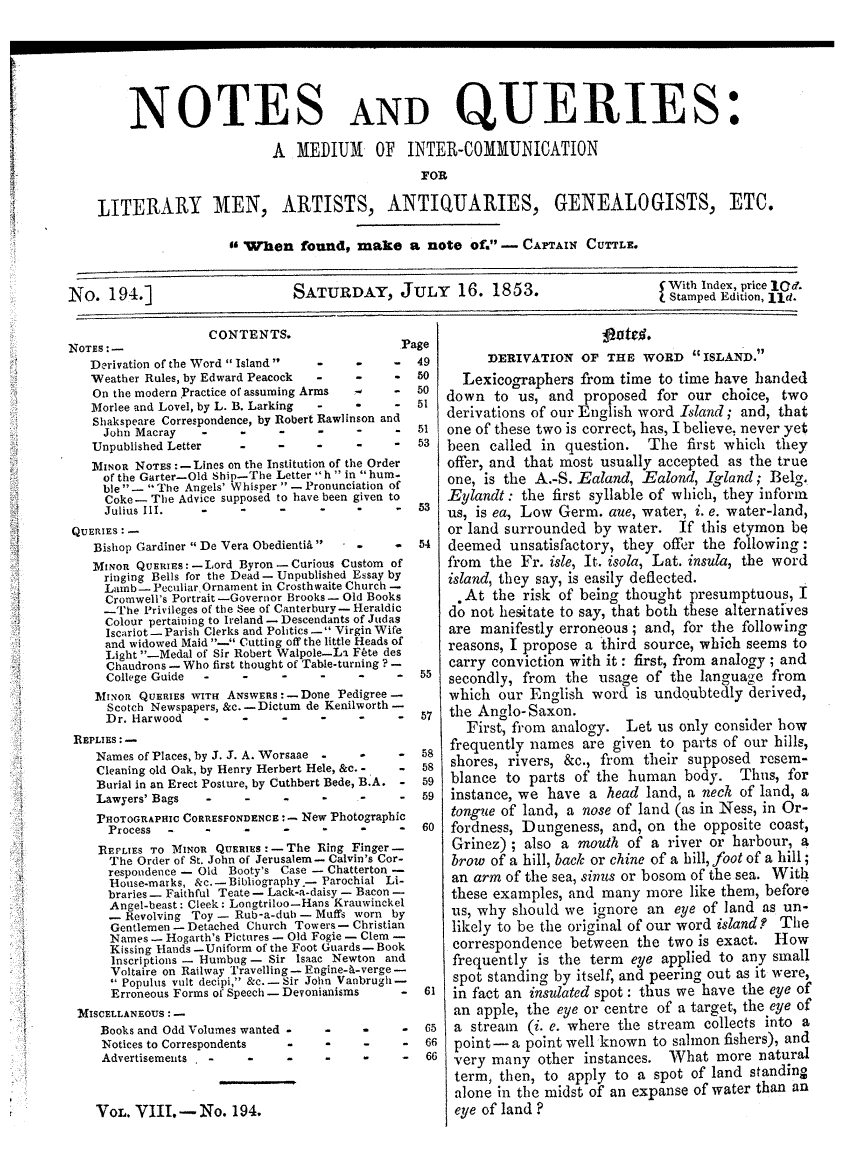 NOTES AND QUERIES:
A MEDIUM OF INTER-COMMUNICATION
FOR
LITERARY MEN, ARTISTS, ANTIQUARIES, GENEALOGISTS, ETC.
"When found, make a note of." — CAPTAIN CUTTLE.
No. 194.] SATURDAY, JULY 16. 1853. { With Index, price 10d.
{ Stamped Edition, 11d.
CONTENTS.
NOTES:— Page
Derivation of the Word "Island" - - - 49
Weather Rules, by Edward Peacock - - - 50
On the modern Practice of assuming Arms - - 50
Morlee and Lovel, by L. B. Larking - - - 51
Shakspeare Correspondence, by Robert Rawlinson and
John Macray - - - - - - 51
Unpublished Letter - - - - - 53
MINOR NOTES:—Lines on the Institution of the Order
of the Garter—Old Ship—The Letter "h" in "hum-
ble"—"The Angels' Whisper"—Pronunciation of
Coke—The Advice supposed to have been given to
Julius III. - - - - - - 53
QUERIES:—
Bishop Gardiner "De Vera Obedientiâ" - - 54
MINOR QUERIES:—Lord Byron—Curious Custom of
ringing Bells for the Dead—Unpublished Essay by
Lamb—Peculiar Ornament in Crosthwaite Church—
Cromwell's Portrait—Governor Brooks—Old Books
—The Privileges of the See of Canterbury—Heraldic
Colour pertaining to Ireland—Descendants of Judas
Iscariot—Parish Clerks and Politics—"Virgin Wife
and widowed Maid"—"Cutting off the little Heads of
Light"—Medal of Sir Robert Walpole—La Fête des
Chaudrons—Who first thought of Table-turning?—
College Guide - - - - - - 55
MINOR QUERIES WITH ANSWERS:—Done Pedigree—
Scotch Newspapers, &c.—Dictum de Kenilworth—
Dr. Harwood - - - - - - 57
REPLIES:—
Names of Places, by J. J. A. Worsaae - - - 58
Cleaning old Oak, by Henry Herbert Hele, &c. - - 58
Burial in an Erect Posture, by Cuthbert Bede, B.A. - 59
Lawyers' Bags - - - - - - 59
PHOTOGRAPHIC CORRESPONDENCE:—New Photographic
Process - - - - - - - 60
REPLIES TO MINOR QUERIES:—The Ring Finger—
The Order of St. John of Jerusalem—Calvin's Cor-
respondence—Old Booty's Case—Chatterton—
House-marks, &c.—Bibliography—Parochial Li-
braries—Faithful Teate—Lack-a-daisy—Bacon—
Angel-beast: Cleek: Longtriloo—Hans Krauwinckel
—Revolving Toy—Rub-a-dub—Muffs worn by
Gentlemen—Detached Church Towers—Christian
Names—Hogarth's Pictures—Old Fogie—Clem—
Kissing Hands—Uniform of the Foot Guards—Book
Inscriptions—Humbug—Sir Isaac Newton and
Voltaire on Railway Travelling—Engine-à-verge—
"Populus vult decipi," &c.—Sir John Vanbrugh—
Erroneous Forms of Speech—Devonianisms - 61
MISCELLANEOUS:—
Books and Odd Volumes wanted - - - - 65
Notices to Correspondents - - - - 66
Advertisements - - - - - - 66
VOL. VIII.—No. 194.
Notes.
DERIVATION OF THE WORD "ISLAND."
Lexicographers from time to time have handed
down to us, and proposed for our choice, two
derivations of our English word Island; and, that
one of these two is correct, has, I believe, never yet
been called in question. The first which they
offer, and that most usually accepted as the true
one, is the A.-S. Ealand, Ealond, Igland; Belg.
Eylandt: the first syllable of which, they inform
us, is ea, Low Germ. aue, water, i. e. water-land,
or land surrounded by water. If this etymon be
deemed unsatisfactory, they offer the following:
from the Fr. isle, It. isola, Lat. insula, the word
island, they say, is easily deflected.
At the risk of being thought presumptuous, I
do not hesitate to say, that both these alternatives
are manifestly erroneous; and, for the following
reasons, I propose a third source, which seems to
carry conviction with it: first, from analogy; and
secondly, from the usage of the language from
which our English word is undoubtedly derived,
the Anglo-Saxon.
First, from analogy. Let us only consider how
frequently names are given to parts of our hills,
shores, rivers, &c., from their supposed resem-
blance to parts of the human body. Thus, for
instance, we have a head land, a neck of land, a
tongue of land, a nose of land (as in Ness, in Or-
fordness, Dungeness, and, on the opposite coast,
Grinez); also a mouth of a river or harbour, a
brow of a hill, back or chine of a hill, foot of a hill;
an arm of the sea, sinus or bosom of the sea. With
these examples, and many more like them, before
us, why should we ignore an eye of land as un-
likely to be the original of our word island? The
correspondence between the two is exact. How
frequently is the term eye applied to any small
spot standing by itself, and peering out as it were,
in fact an insulated spot: thus we have the eye of
an apple, the eye or centre of a target, the eye of
a stream (i. e. where the stream collects into a
point—a point well known to salmon fishers), and
very many other instances. What more natural
term, then, to apply to a spot of land standing
alone in the midst of an expanse of water than an
eye of land?